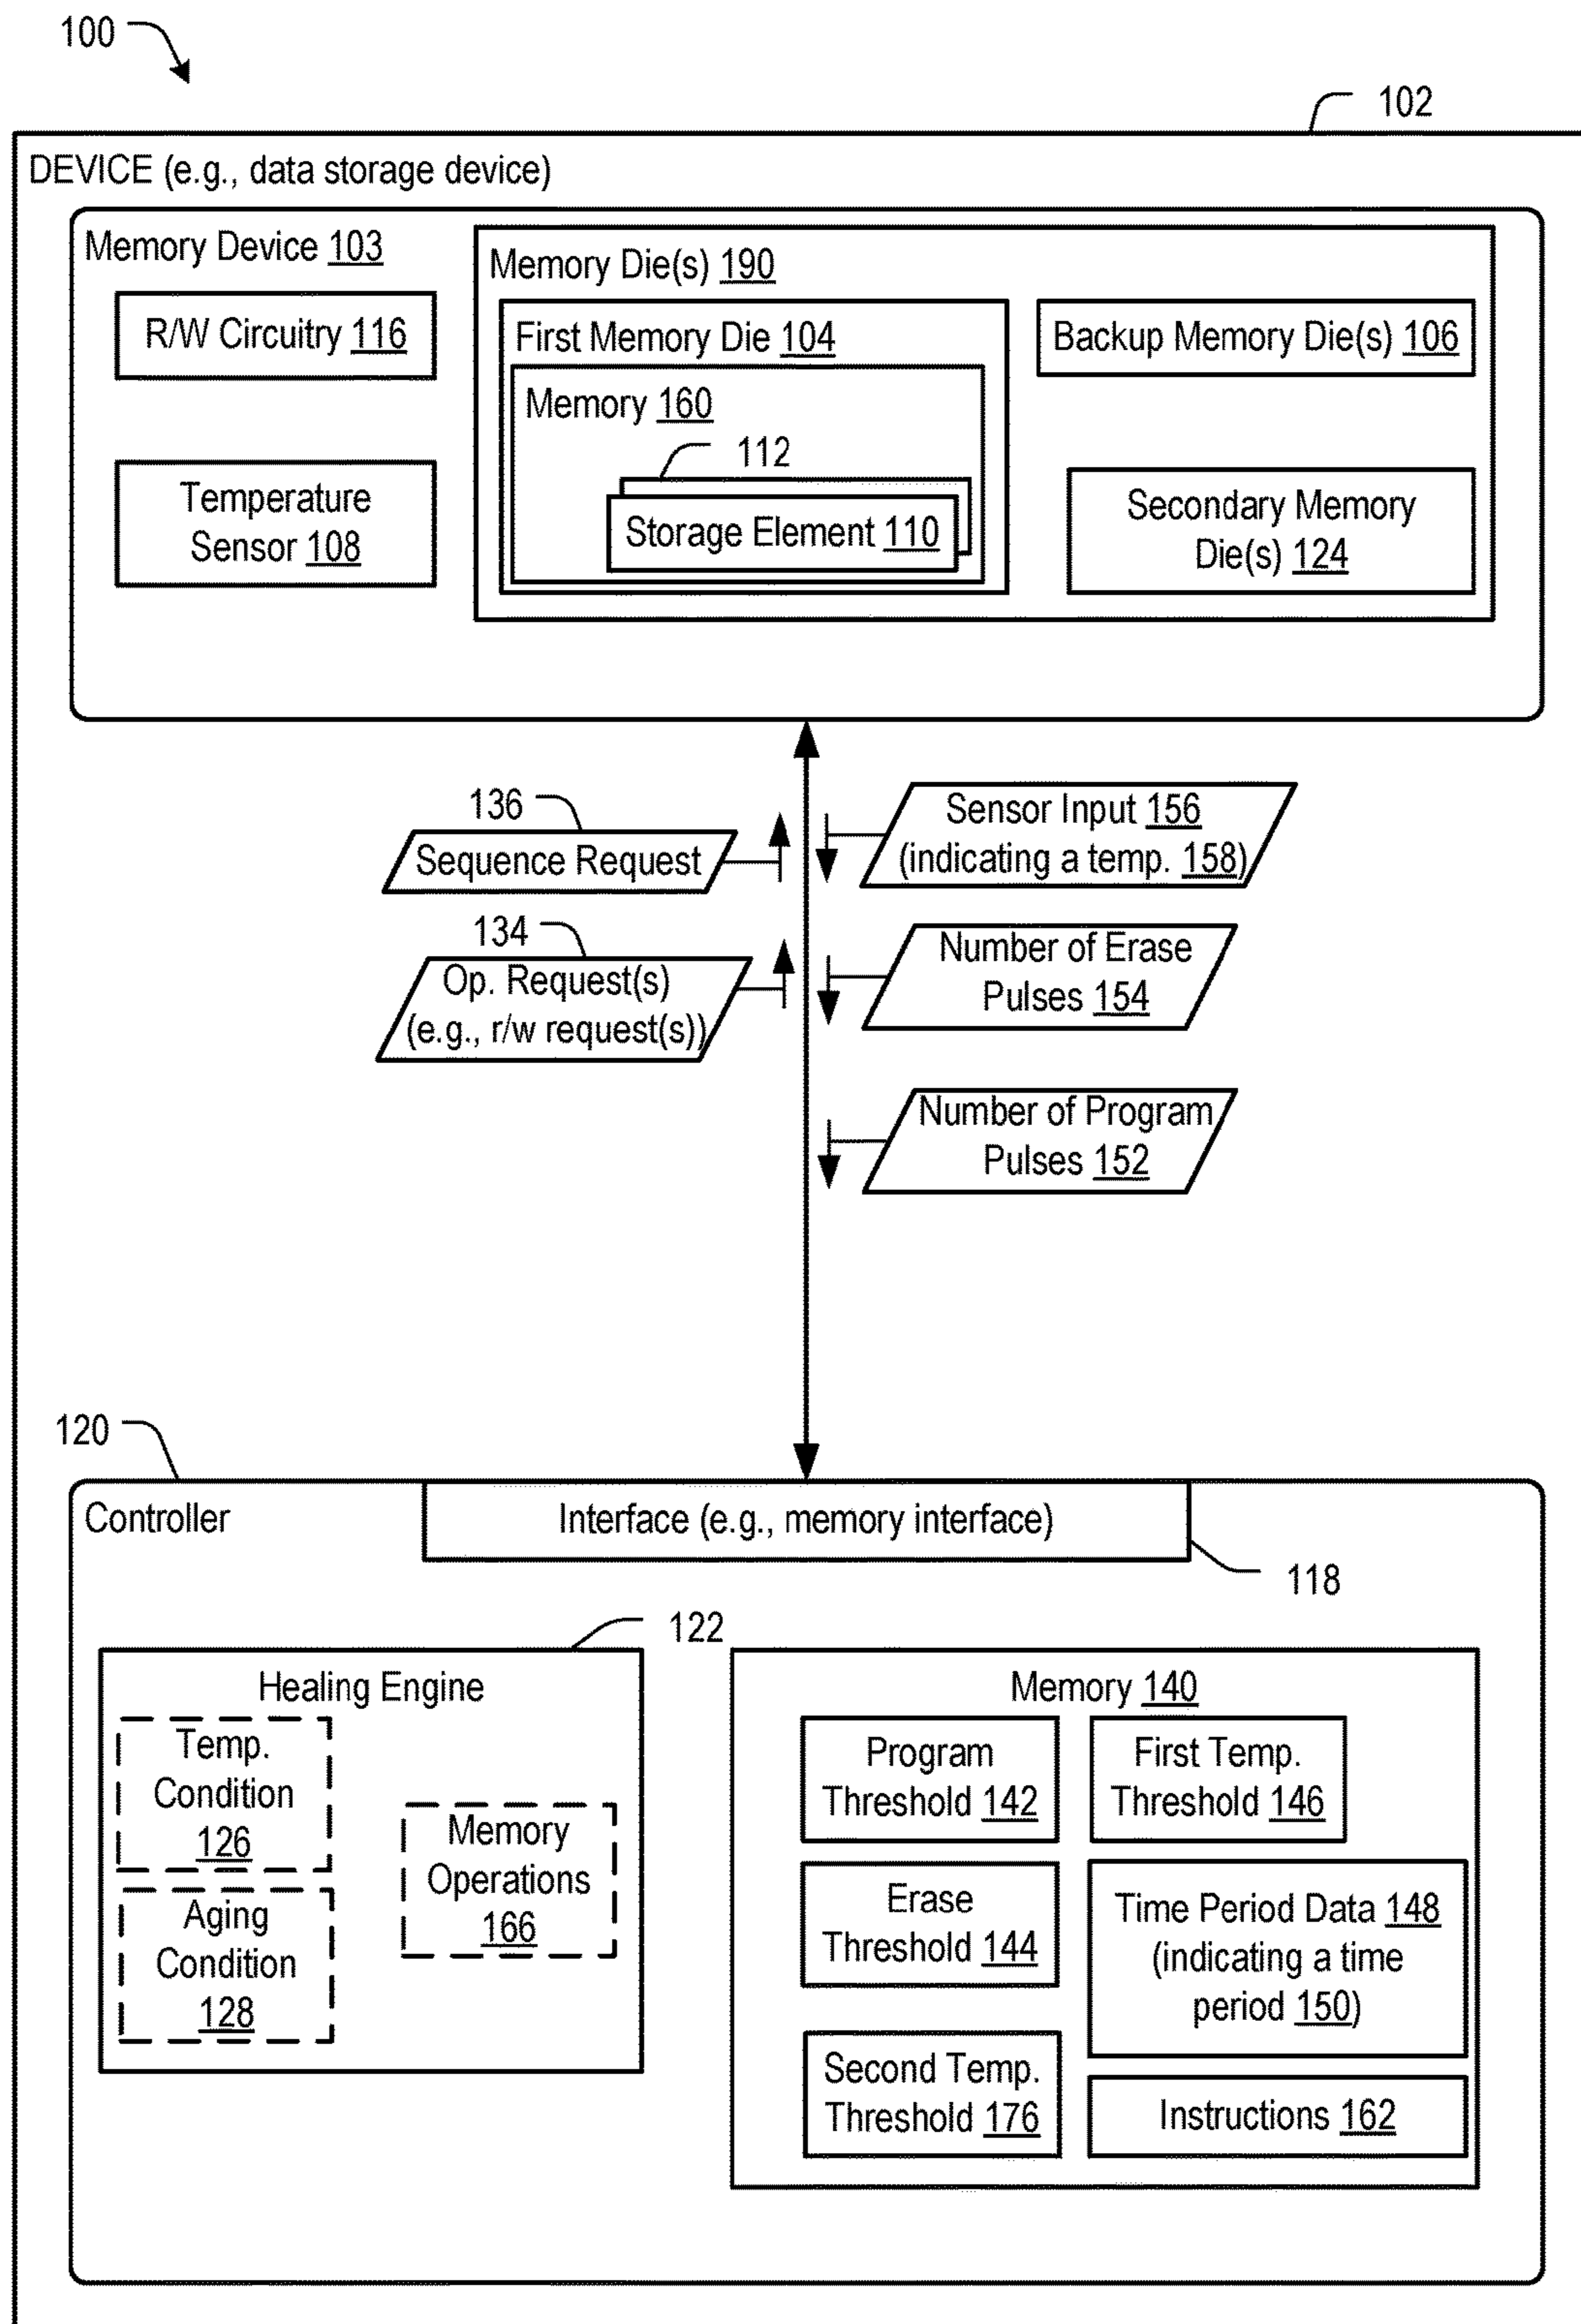 100
102
DEVICE (e.g., data storage device)
Memory Device 103
R/W Circuitry 116
Temperature
Sensor 108
Memory Die(s) 190
First Memory Die 104
Memory 160
112
Storage Element 110
Backup Memory Die(s) 106
Secondary Memory
Die(s) 124
136
Sequence Request
134
Op. Request(s)
(e.g., r/w request(s))
Sensor Input 156
(indicating a temp. 158)
Number of Erase
Pulses 154
Number of Program
Pulses 152
120
Controller
Interface (e.g., memory interface)
118
122
Healing Engine
Temp.
Condition
126
Aging
Condition
128
Memory
Operations
166
Memory 140
Program
Threshold 142
First Temp.
Threshold 146
Erase
Threshold 144
Time Period Data 148
(indicating a time
period 150)
Second Temp.
Threshold 176
Instructions 162